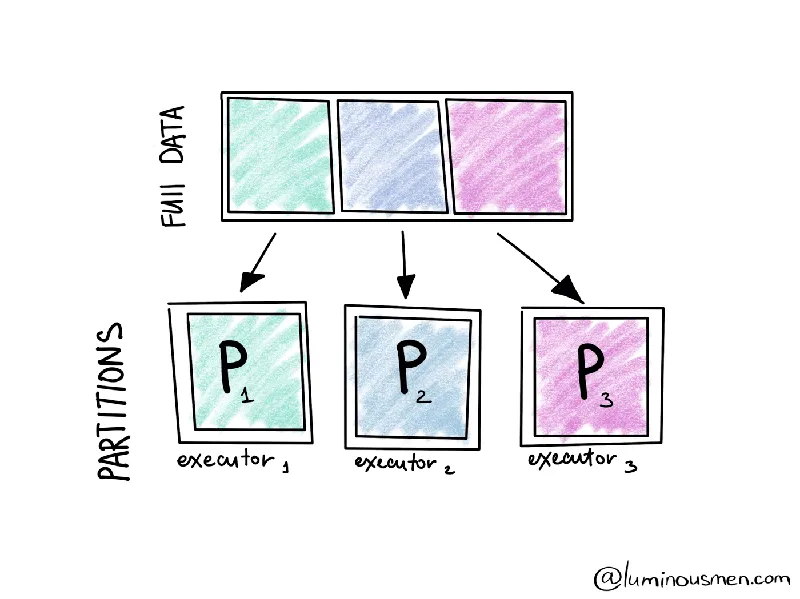 FUll DATA
PARTITIONS
P1
executor 1
P2
executor 2
P3
executor 3
@luminousmen.com